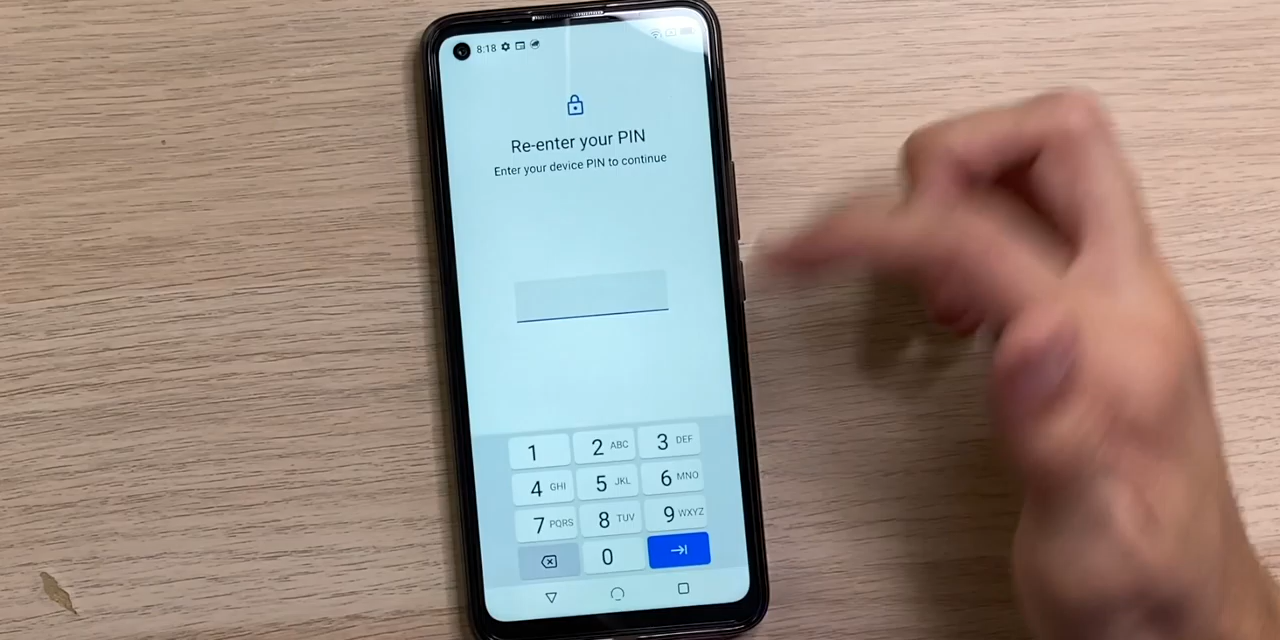 8:18
Re-enter your PIN
Enter your device PIN to continue
1 2 ABC 3 DEF
4 GHI 5 JKL 6 MNO
7 PQRS 8 TUV 9 WXYZ
0